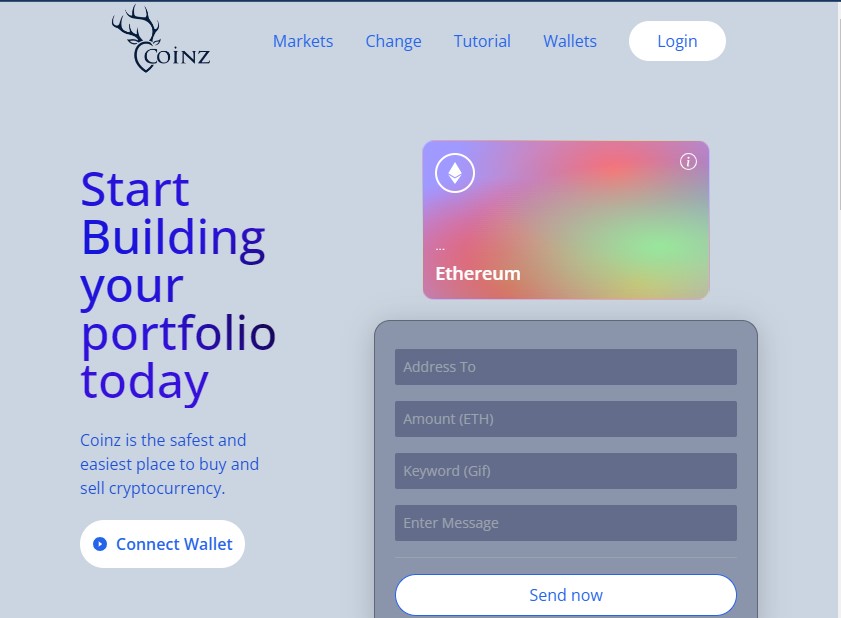 COINZ
Markets
Change
Tutorial
Wallets
Login
Start
Building
your
portfolio
today
Coinz is the safest and
easiest place to buy and
sell cryptocurrency.
Connect Wallet
...
Ethereum
Address To
Amount (ETH)
Keyword (Gif)
Enter Message
Send now